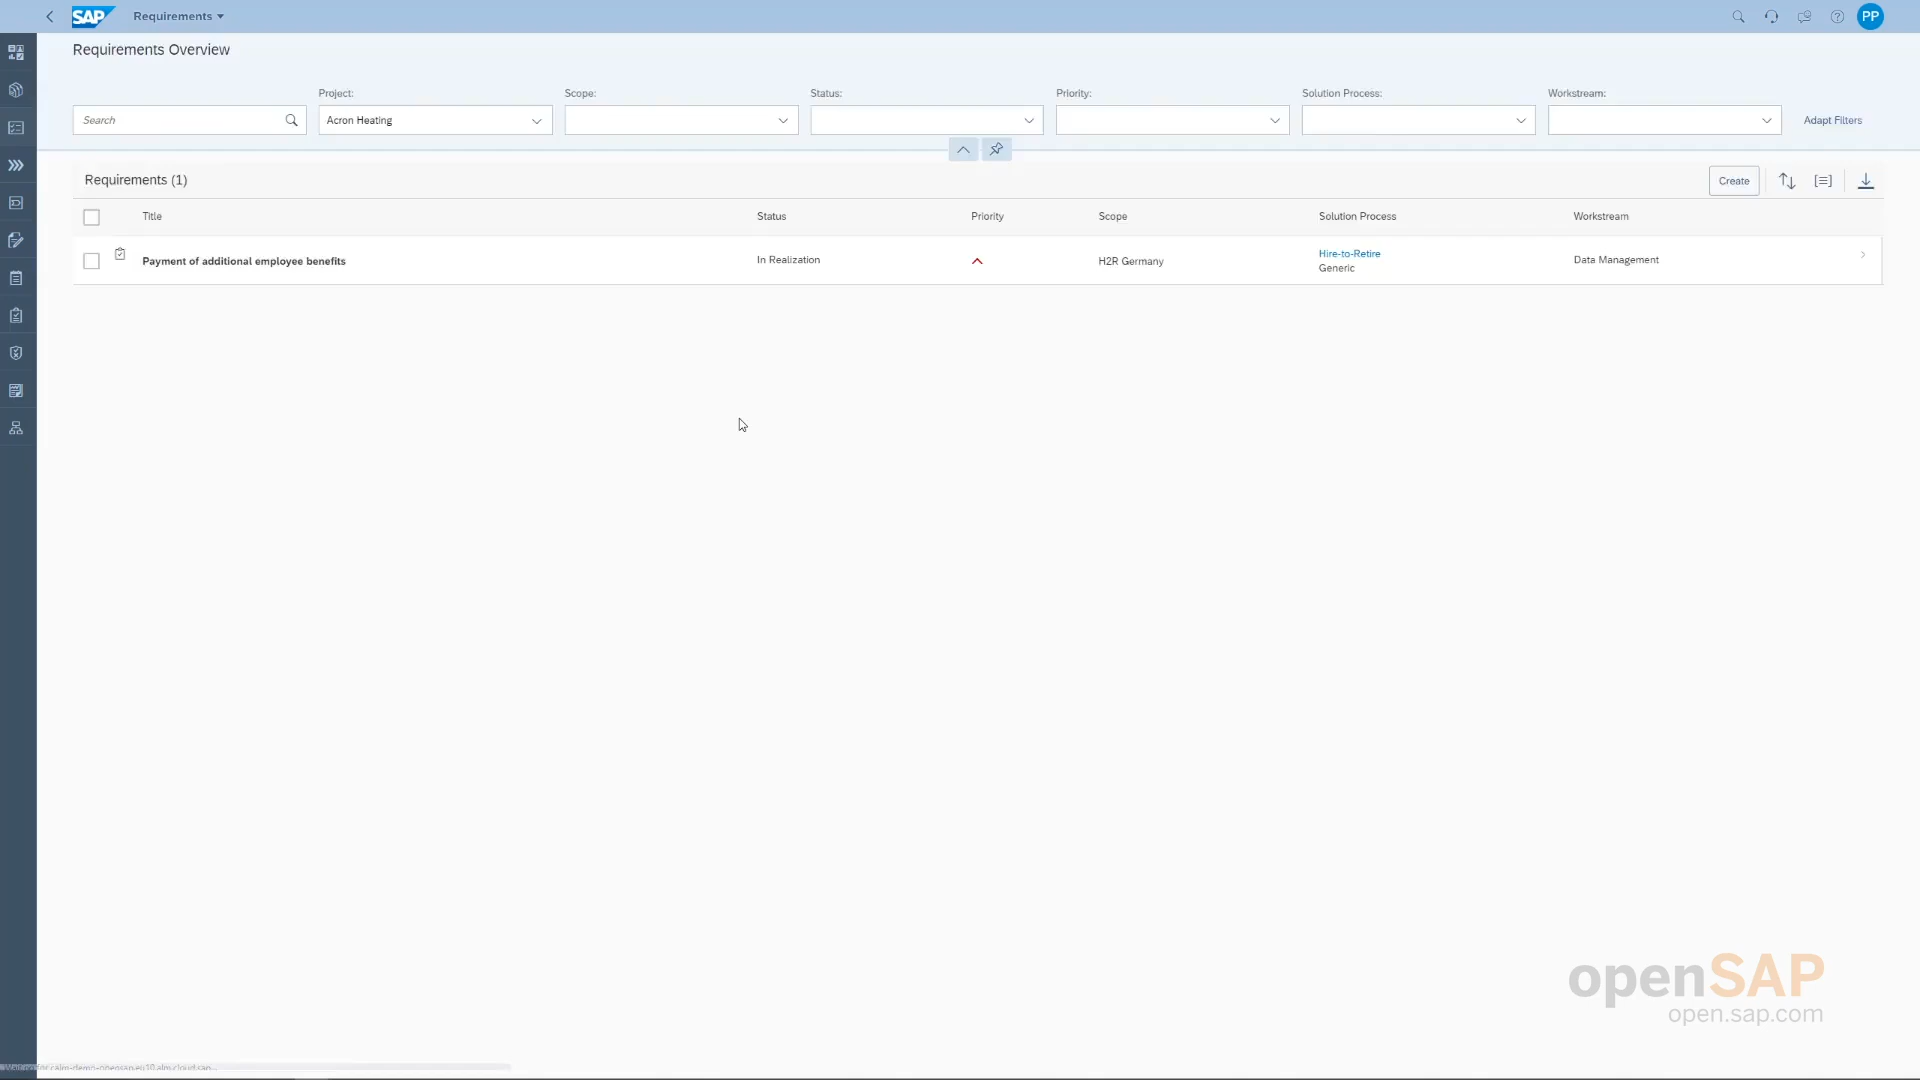 SAP Requirements PP
Requirements Overview
Project: Scope: Status: Priority: Solution Process: Workstream:
Search Acron Heating Adapt Filters
Requirements (1) Create
Title Status Priority Scope Solution Process Workstream
Payment of additional employee benefits In Realization H2R Germany Hire-to-Retire Data Management
Generic
openSAP
open.sap.com